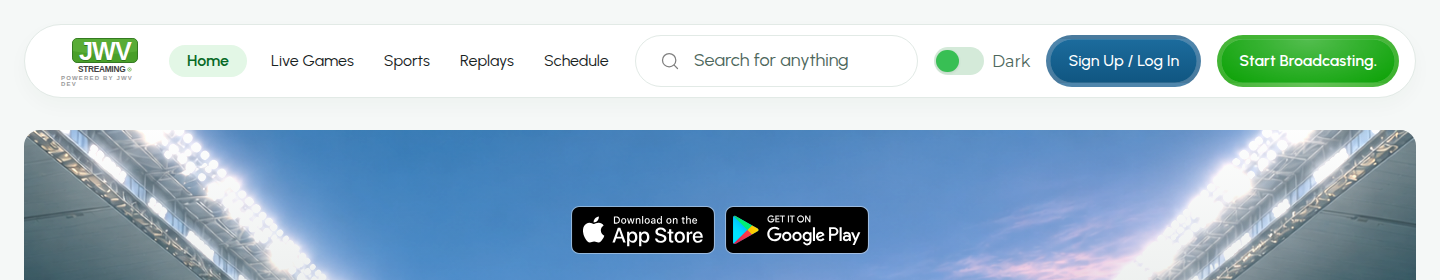 JWV
STREAMING
POWERED BY JWV
DEV
Home
Live Games
Sports
Replays
Schedule
Search for anything
Dark
Sign Up / Log In
Start Broadcasting.
Download on the
App Store
GET IT ON
Google Play